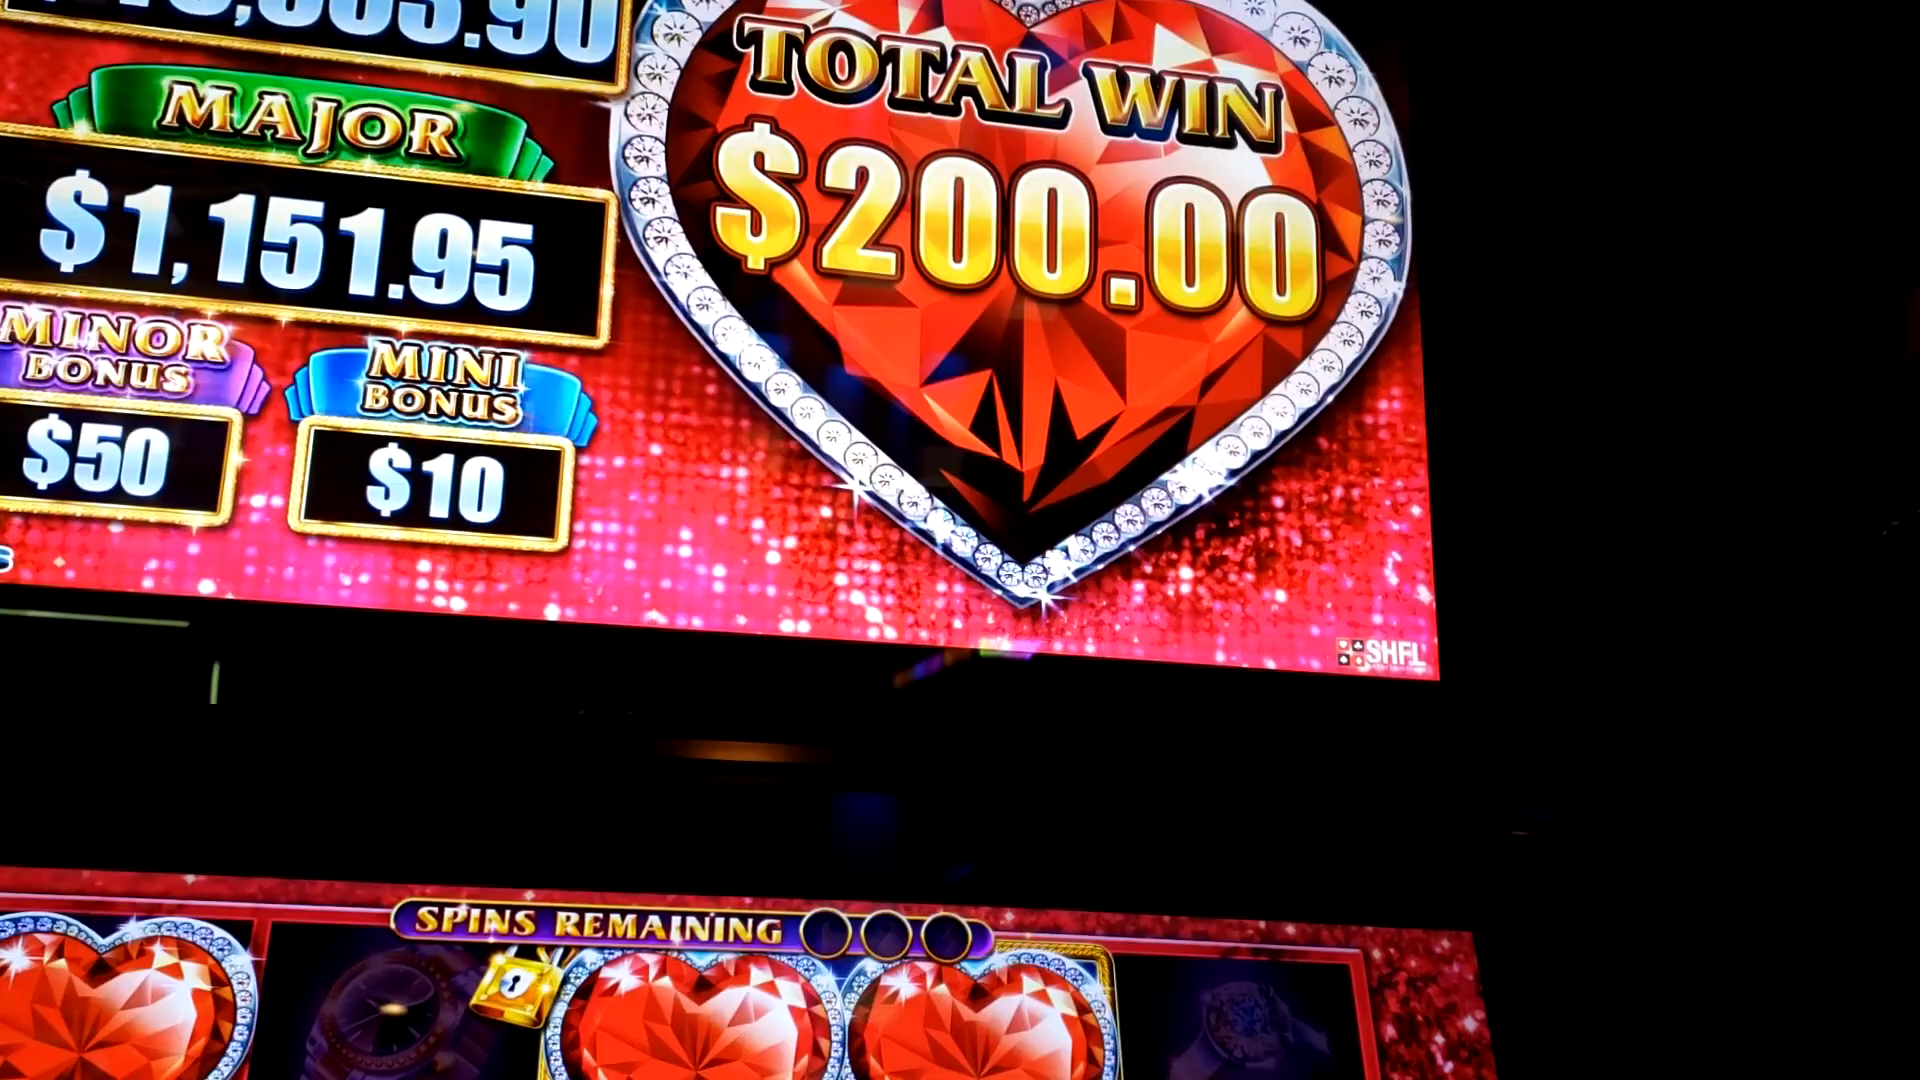 TOTAL WIN
$200.00
MAJOR
$1,151.95
MINOR
BONUS
$50
MINI
BONUS
$10
SHFL
SPINS REMAINING